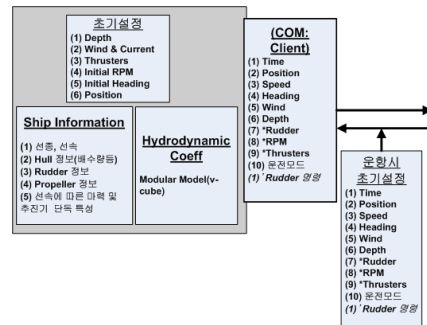 초기설정
(1) Depth
(2) Wind & Current
(3) Thrusters
(4) Initial RPM
(5) Initial Heading
(6) Position
Ship Information
(1) 선종, 선속
(2) Hull 정보(배수량등)
(3) Rudder 정보
(4) Propeller 정보
(5) 선속에 따른 마력 및
추진기 단독 특성
Hydrodynamic
Coeff
Modular Model(v-
cube)
(COM:
Client)
(1) Time
(2) Position
(3) Speed
(4) Heading
(5) Wind
(6) Depth
(7) *Rudder
(8) *RPM
(9) *Thrusters
(10) 운전모드
(1)´Rudder 명령
운항시
초기설정
(1) Time
(2) Position
(3) Speed
(4) Heading
(5) Wind
(6) Depth
(7) *Rudder
(8) *RPM
(9) *Thrusters
(10) 운전모드
(1)´Rudder 명령